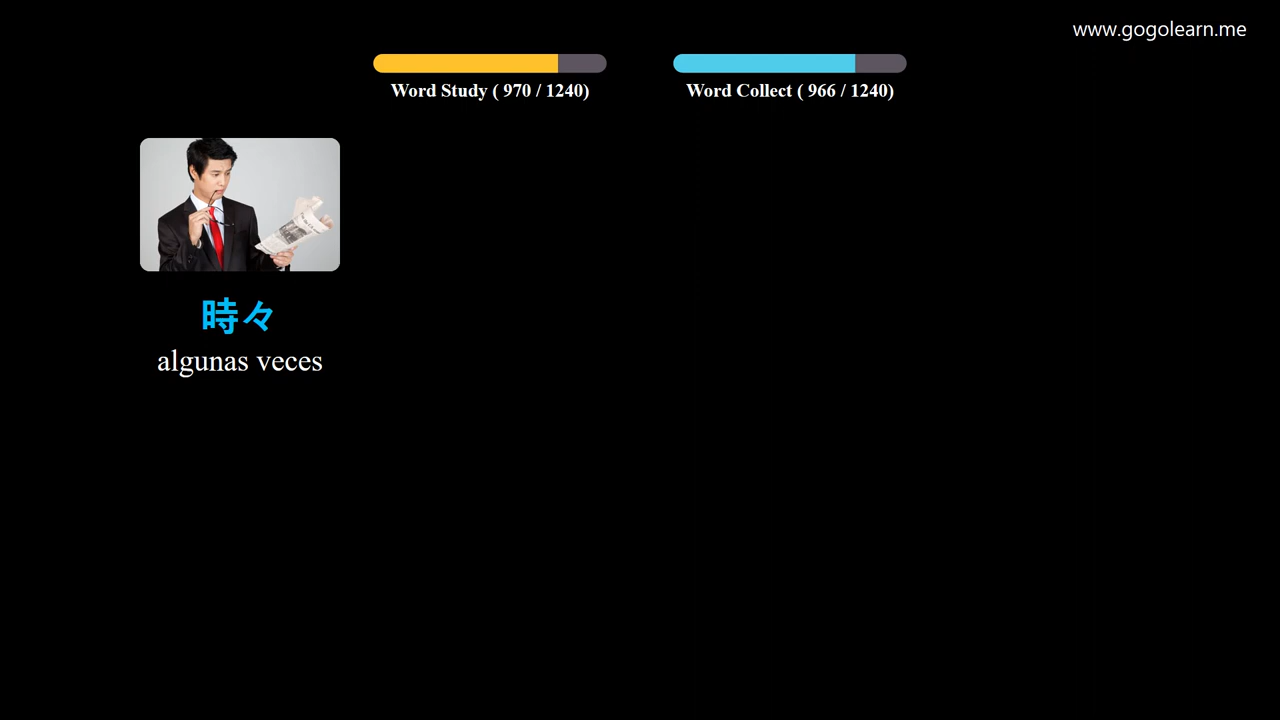 www.gogolearn.me
Word Study ( 970 / 1240)
Word Collect ( 966 / 1240)
時々
algunas veces